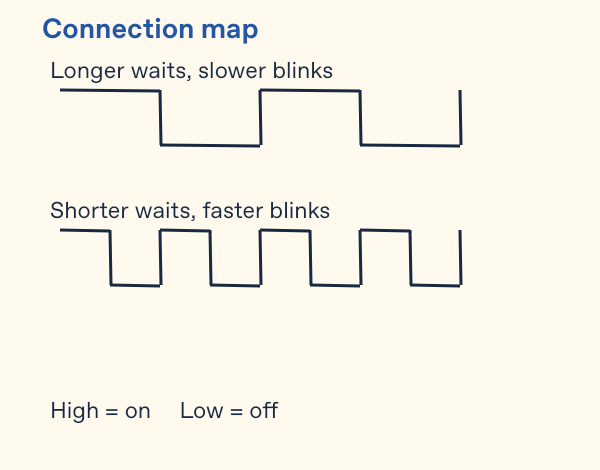 Connection map
Longer waits, slower blinks
Shorter waits, faster blinks
High = on Low = off